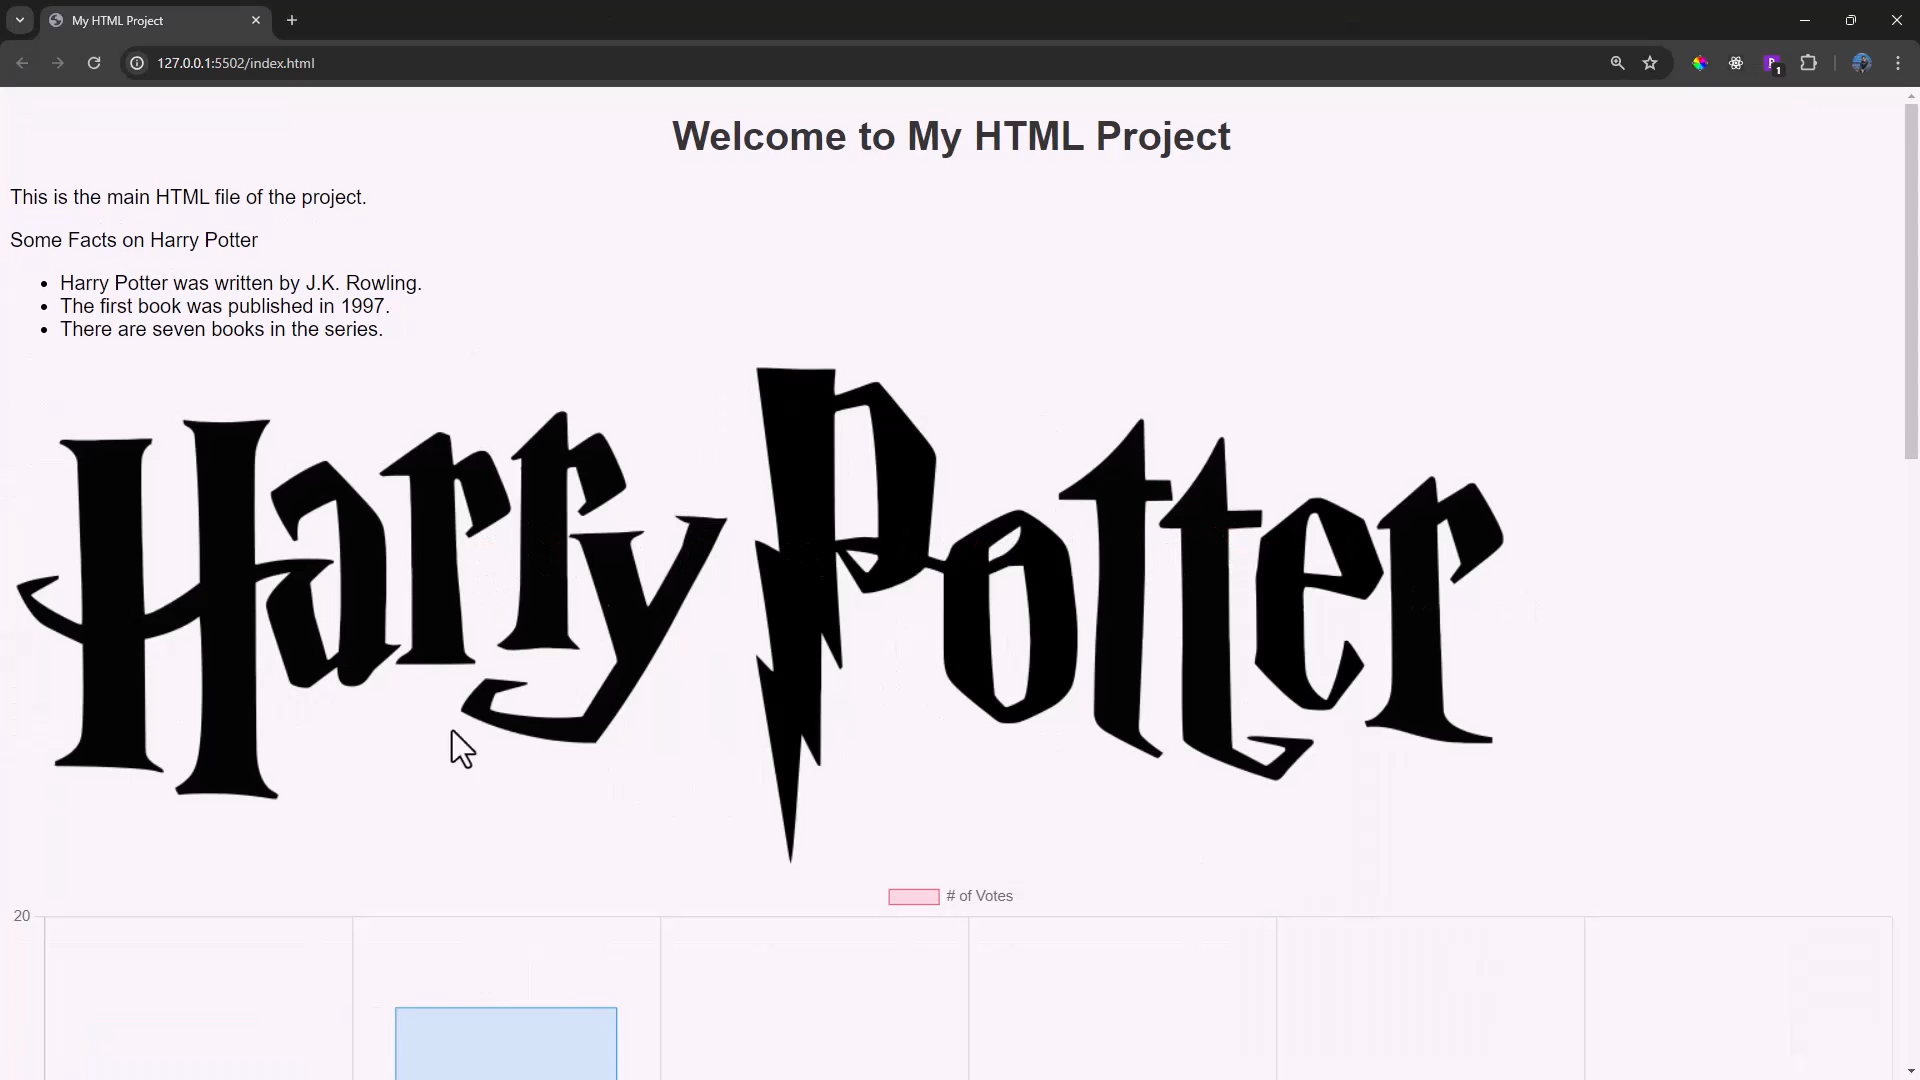 My HTML Project
127.0.0.1:5502/index.html
1
Welcome to My HTML Project
This is the main HTML file of the project.
Some Facts on Harry Potter
• Harry Potter was written by J.K. Rowling.
• The first book was published in 1997.
• There are seven books in the series.
Harry Potter
# of Votes
20